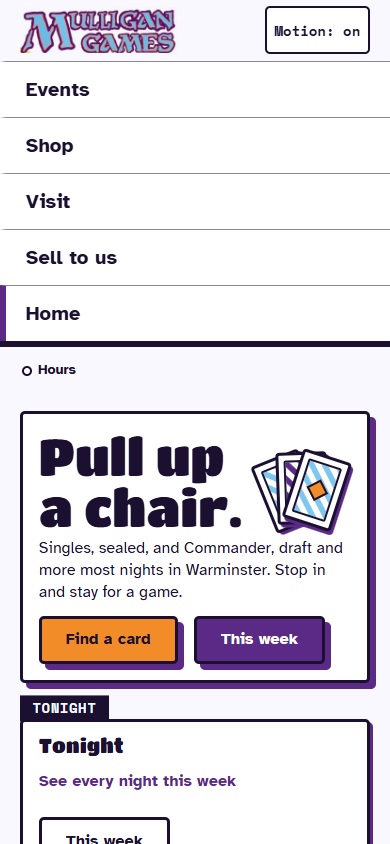 Mulligan Games
Motion: on
Events
Shop
Visit
Sell to us
Home
Hours
Pull up
a chair.
Singles, sealed, and Commander, draft and
more most nights in Warminster. Stop in
and stay for a game.
Find a card
This week
TONIGHT
Tonight
See every night this week
This week